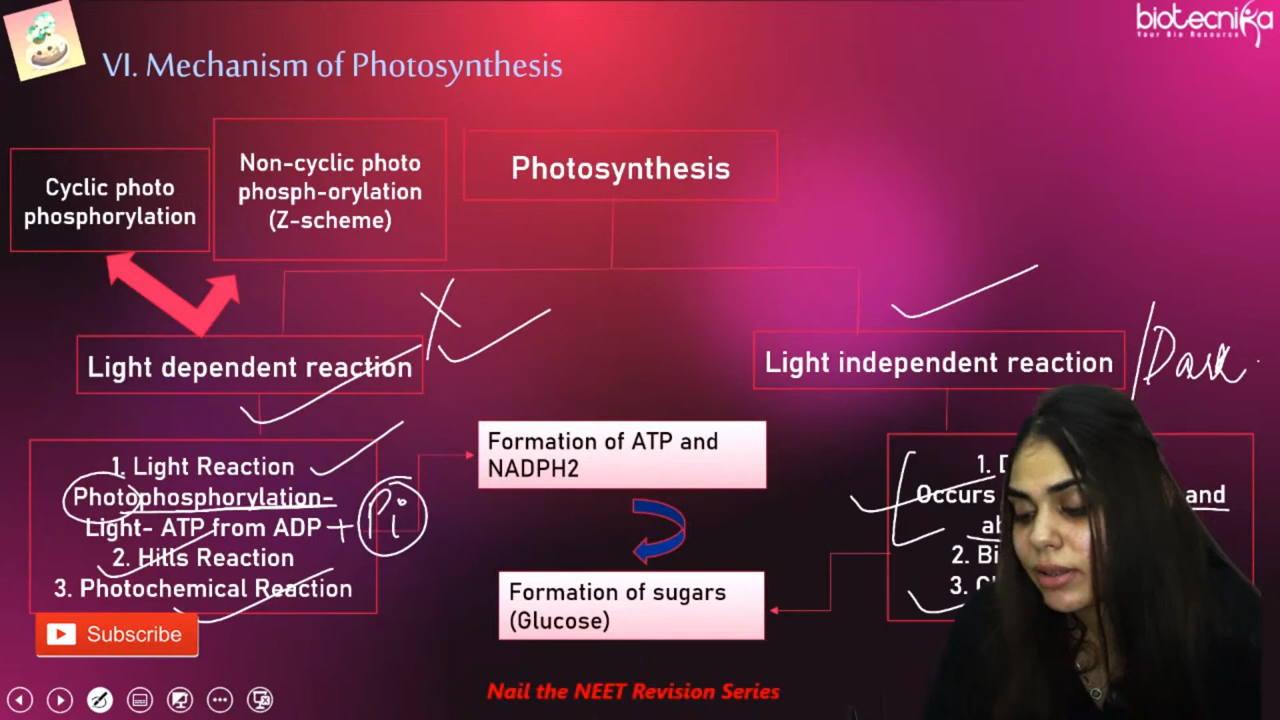 biotecnika
Your Bio Resource
VI. Mechanism of Photosynthesis
Cyclic photo
phosphorylation
Non-cyclic photo
phosph-orylation
(Z-scheme)
Photosynthesis
Light dependent reaction
Light independent reaction
/Dark
1. Light Reaction
Photophosphorylation-
Light- ATP from ADP + Pi
2. Hills Reaction
3. Photochemical Reaction
Formation of ATP and
NADPH2
Formation of sugars
(Glucose)
1.
Occurs and
2.
3.
Subscribe
Nail the NEET Revision Series